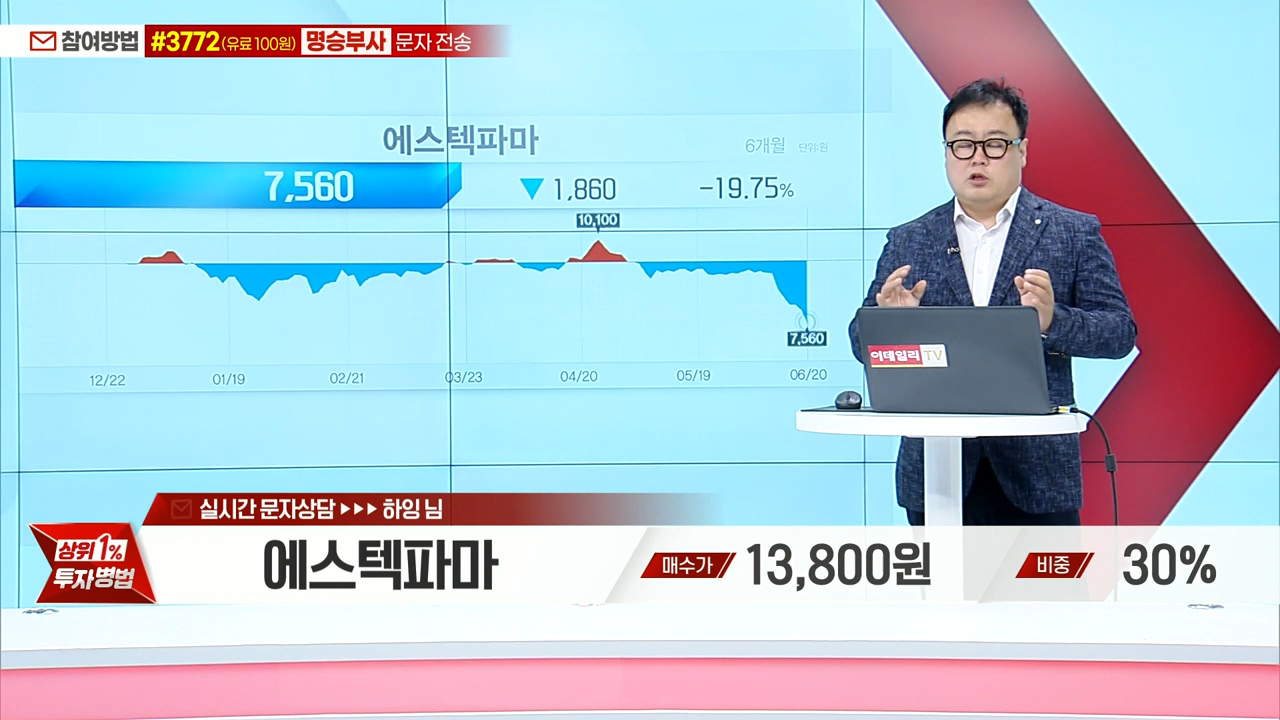 참여방법 #3772 (유료 100원) 명승부사 문자 전송
에스텍파마
6개월 단위:원
7,560 ▼ 1,860 -19.75%
10,100
7,560
12/22 01/19 02/21 03/23 04/20 05/19 06/20
이데일리TV
실시간 문자상담 ▶▶▶ 하잉 님
상위 1%
투자병법
에스텍파마 매수가 13,800원 비중 30%